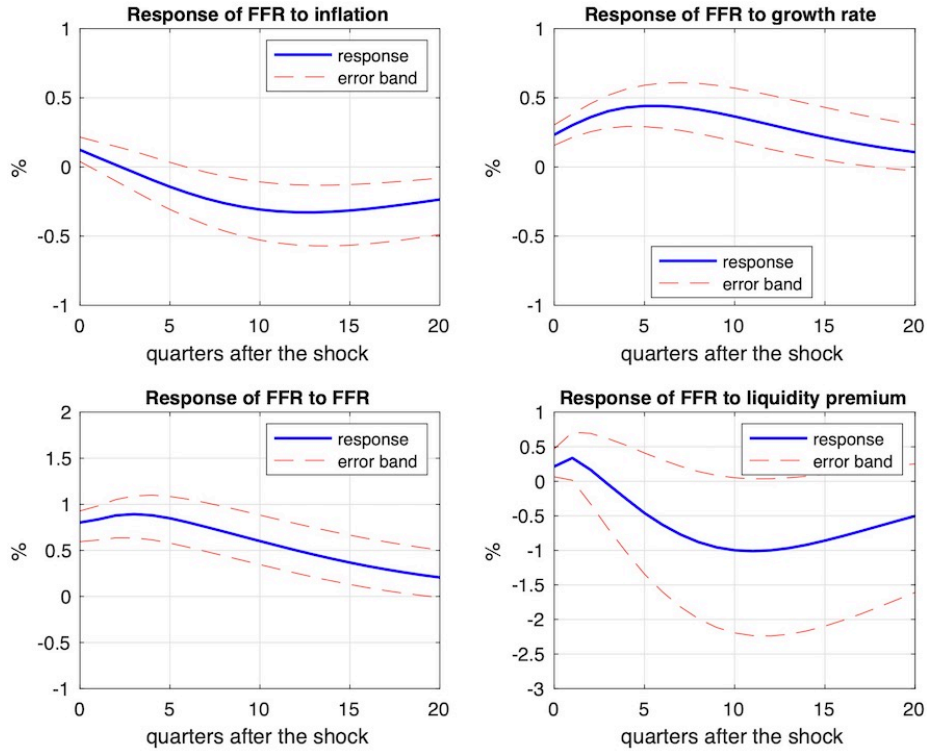 Response of FFR to inflation
1
0.5
0
-0.5
-1
%
response
error band
0 5 10 15 20
quarters after the shock
Response of FFR to growth rate
1
0.5
0
-0.5
-1
%
response
error band
0 5 10 15 20
quarters after the shock
Response of FFR to FFR
2
1.5
1
0.5
0
-0.5
-1
%
response
error band
0 5 10 15 20
quarters after the shock
Response of FFR to liquidity premium
1
0.5
0
-0.5
-1
-1.5
-2
-2.5
-3
%
response
error band
0 5 10 15 20
quarters after the shock